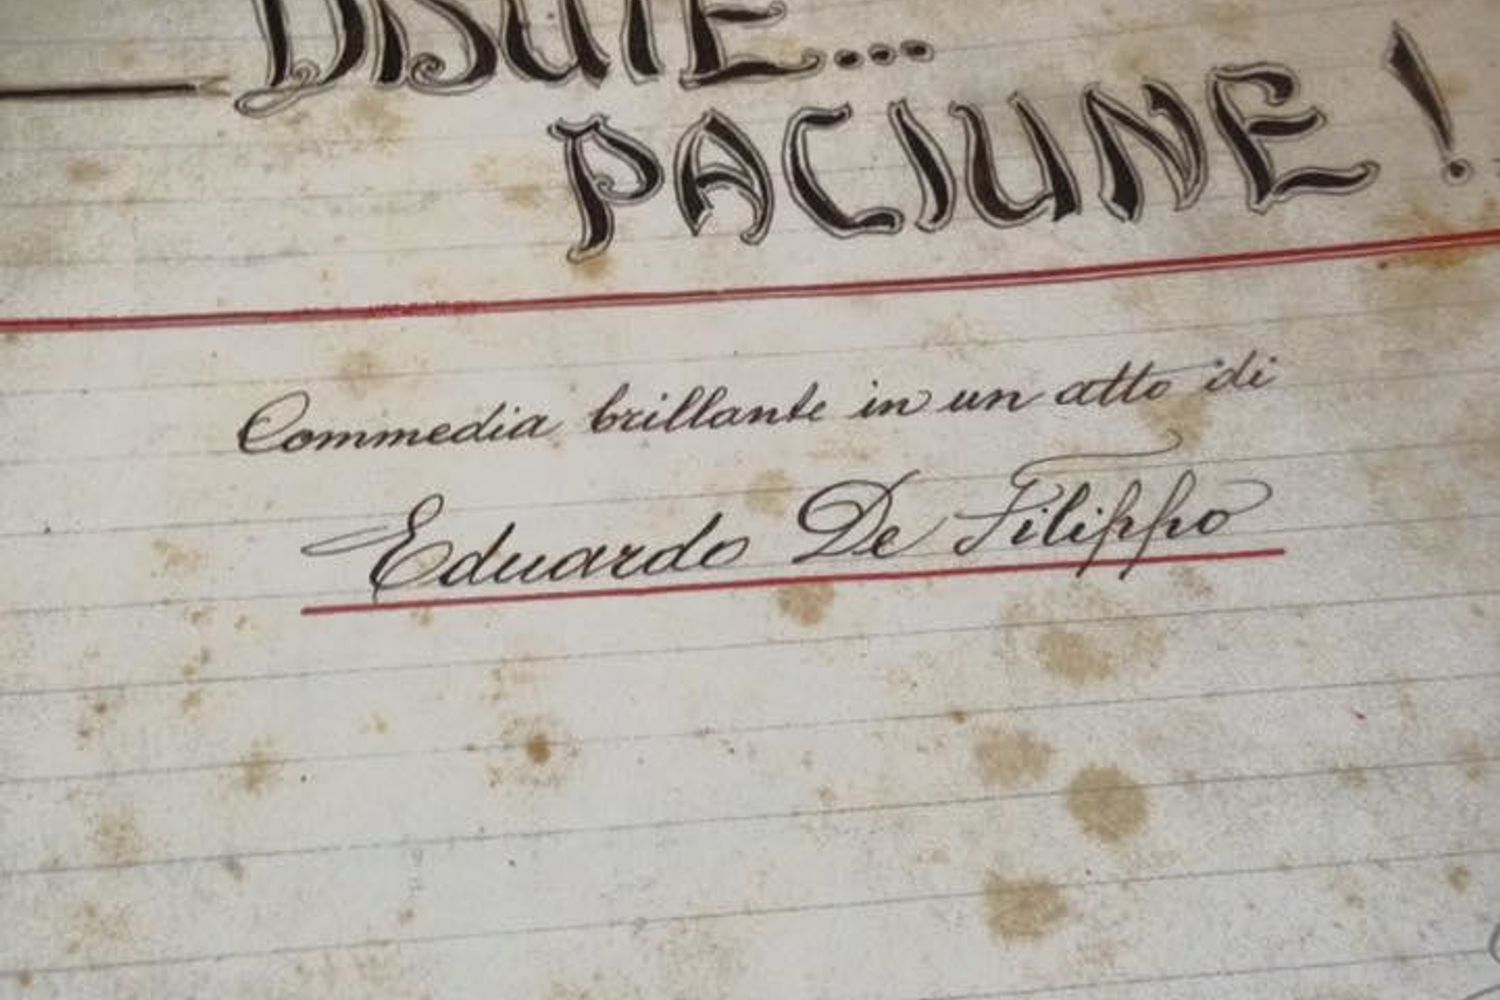 PACIUNE!
Commedia brillante in un atto di
Eduardo De Filippo